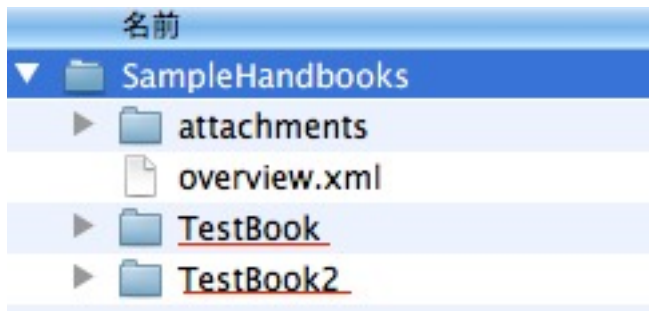 名前
SampleHandbooks
attachments
overview.xml
TestBook
TestBook2